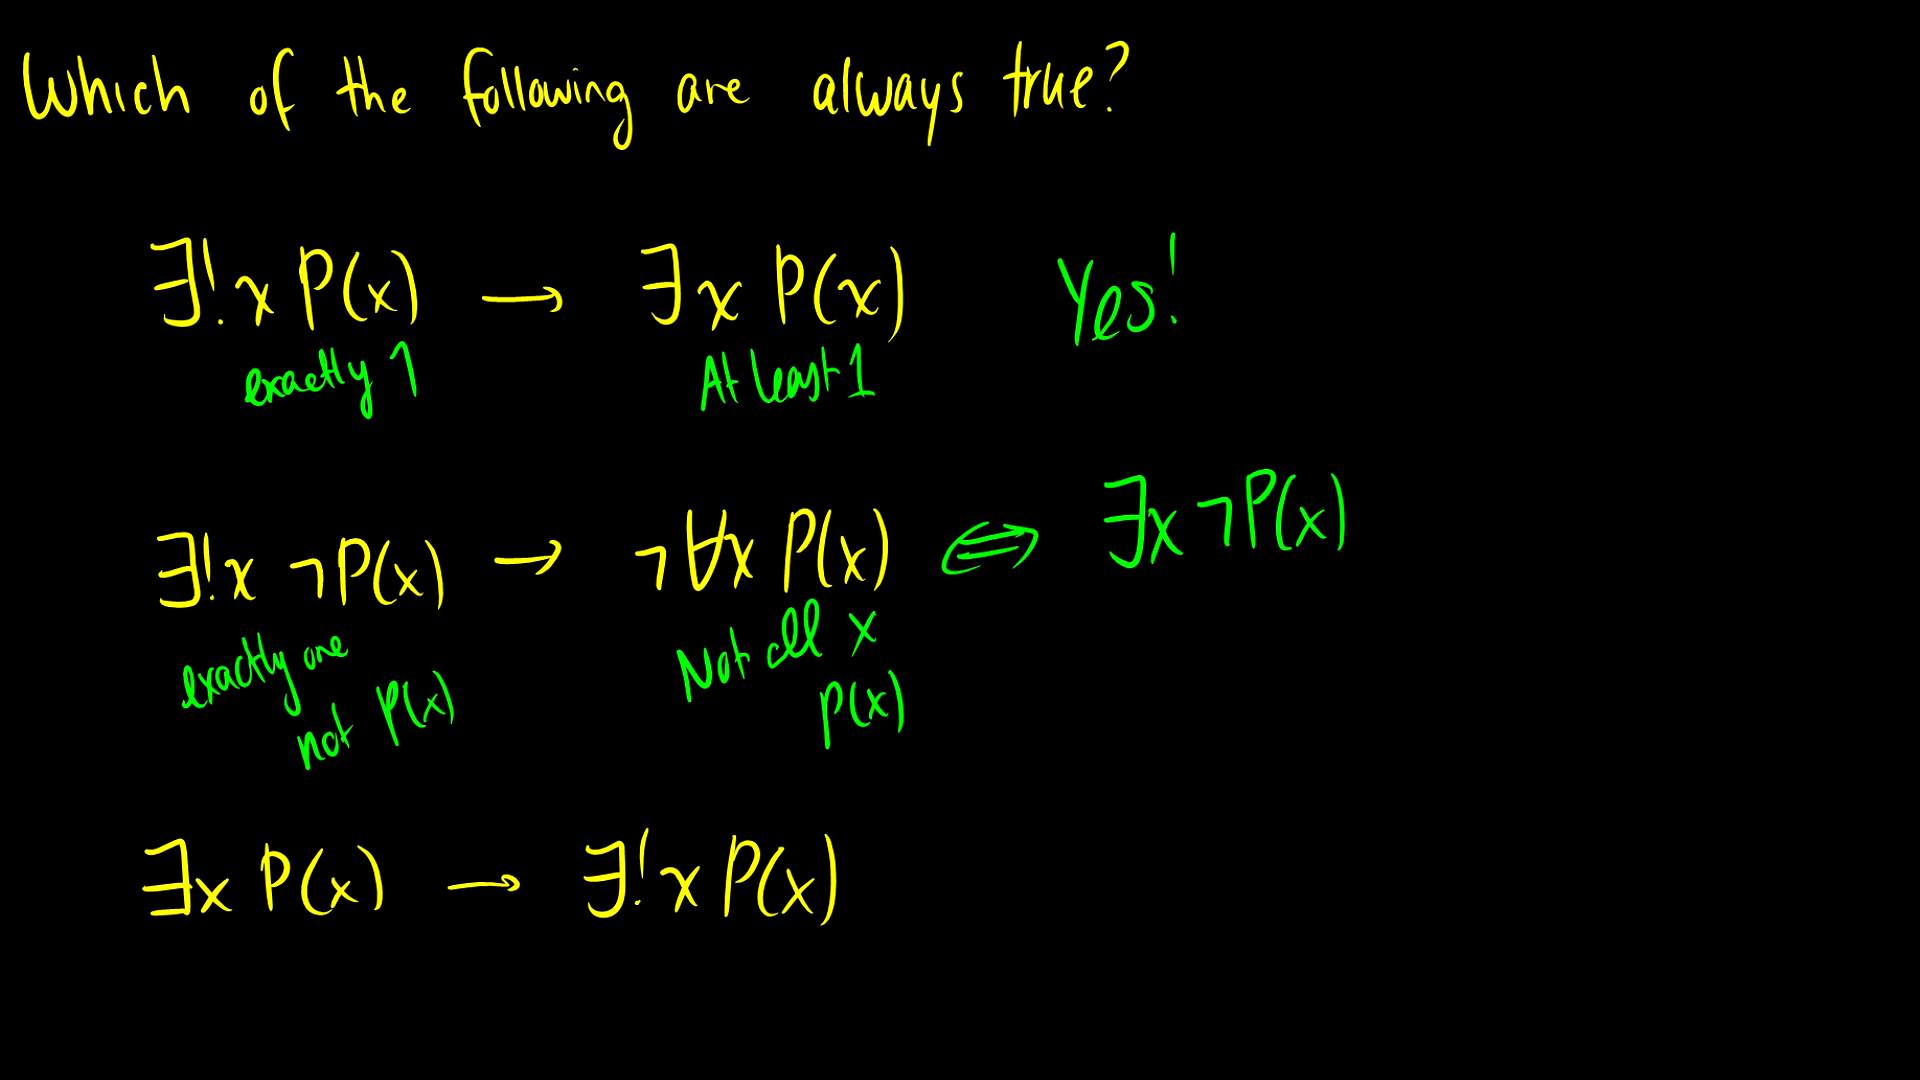 Which of the following are always true?
∃!x P(x) → ∃x P(x) Yes!
exactly 1 At least 1
∃!x ¬P(x) → ¬∀x P(x) ⇔ ∃x ¬P(x)
exactly one Not all x
not P(x) P(x)
∃x P(x) → ∃!x P(x)